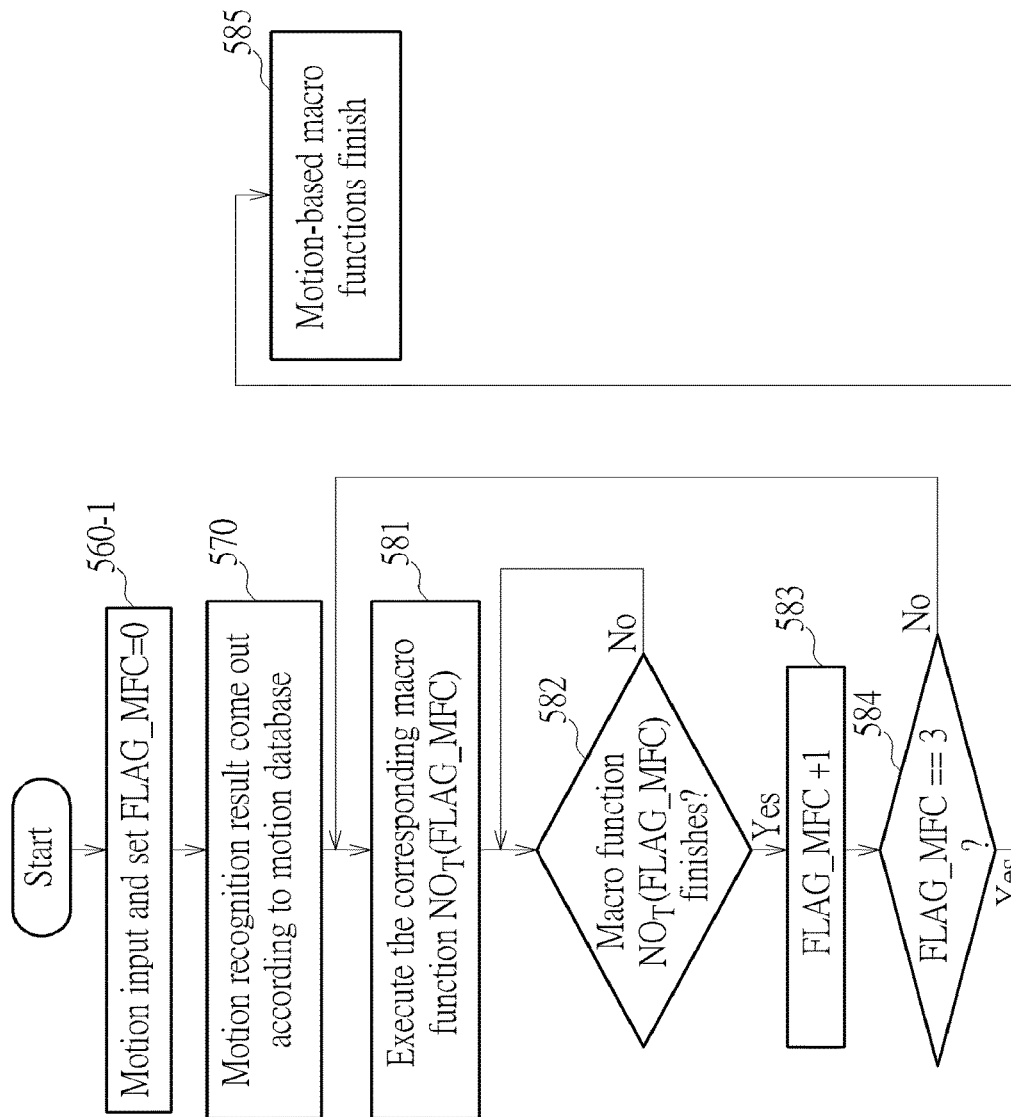 Start
560-1
Motion input and set FLAG_MFC=0
570
Motion recognition result come out
according to motion database
581
Execute the corresponding macro
function NOT(FLAG_MFC)
582
Macro function
NOT(FLAG_MFC)
finishes?
No
Yes
583
FLAG_MFC +1
584
FLAG_MFC == 3
?
No
Yes
585
Motion-based macro
functions finish